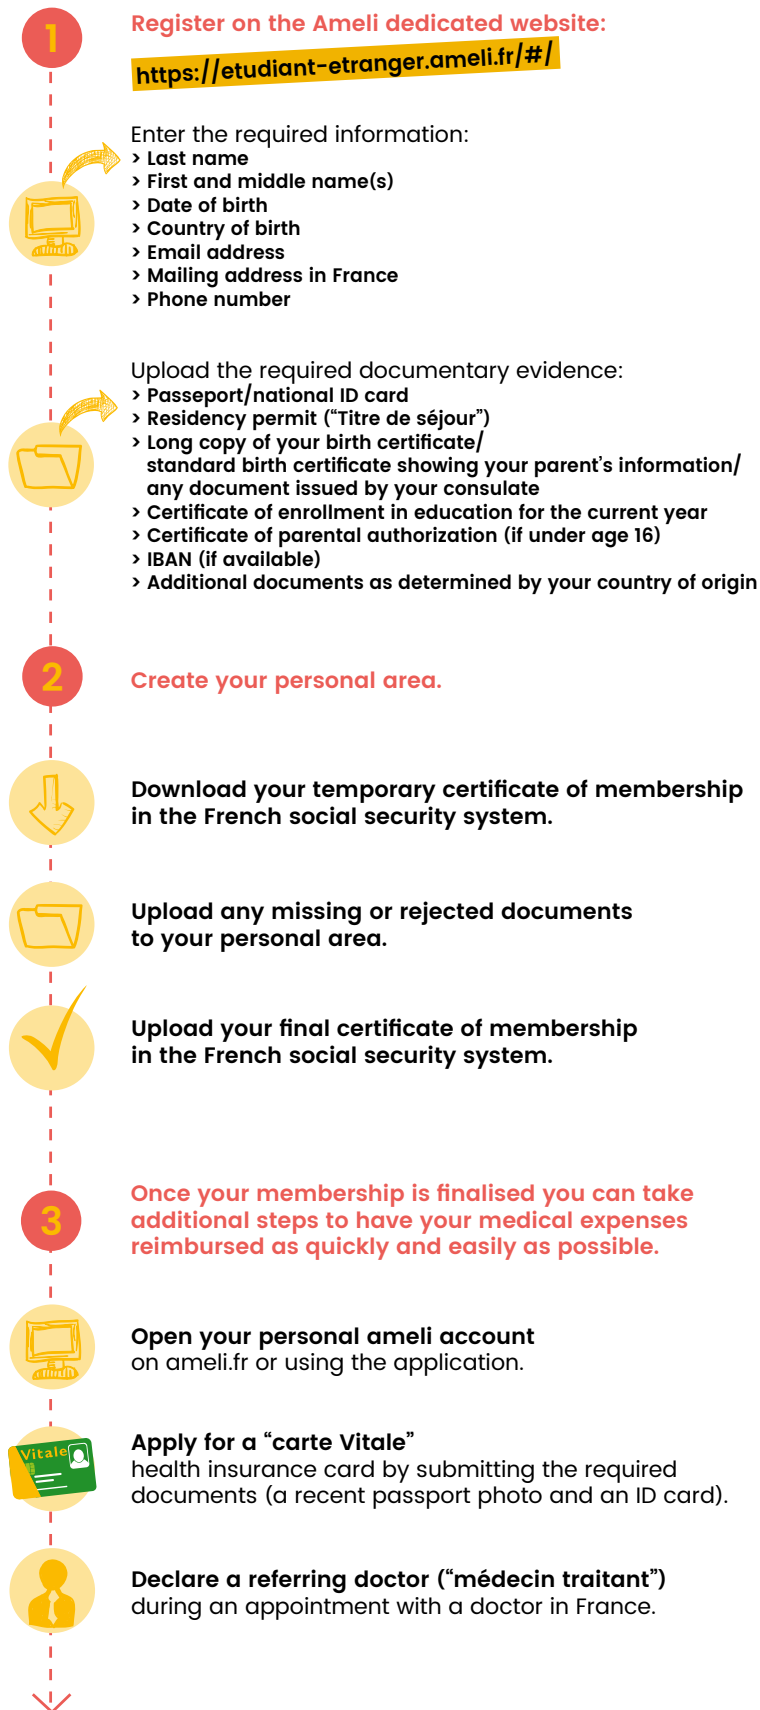 1
Register on the Ameli dedicated website:
https://etudiant-etranger.ameli.fr/#/
Enter the required information:
> Last name
> First and middle name(s)
> Date of birth
> Country of birth
> Email address
> Mailing address in France
> Phone number
Upload the required documentary evidence:
> Passeport/national ID card
> Residency permit (“Titre de séjour”)
> Long copy of your birth certificate/
standard birth certificate showing your parent’s information/
any document issued by your consulate
> Certificate of enrollment in education for the current year
> Certificate of parental authorization (if under age 16)
> IBAN (if available)
> Additional documents as determined by your country of origin
2
Create your personal area.
Download your temporary certificate of membership
in the French social security system.
Upload any missing or rejected documents
to your personal area.
Upload your final certificate of membership
in the French social security system.
3
Once your membership is finalised you can take
additional steps to have your medical expenses
reimbursed as quickly and easily as possible.
Open your personal ameli account
on ameli.fr or using the application.
Vitale
Apply for a “carte Vitale”
health insurance card by submitting the required
documents (a recent passport photo and an ID card).
Declare a referring doctor (“médecin traitant”)
during an appointment with a doctor in France.